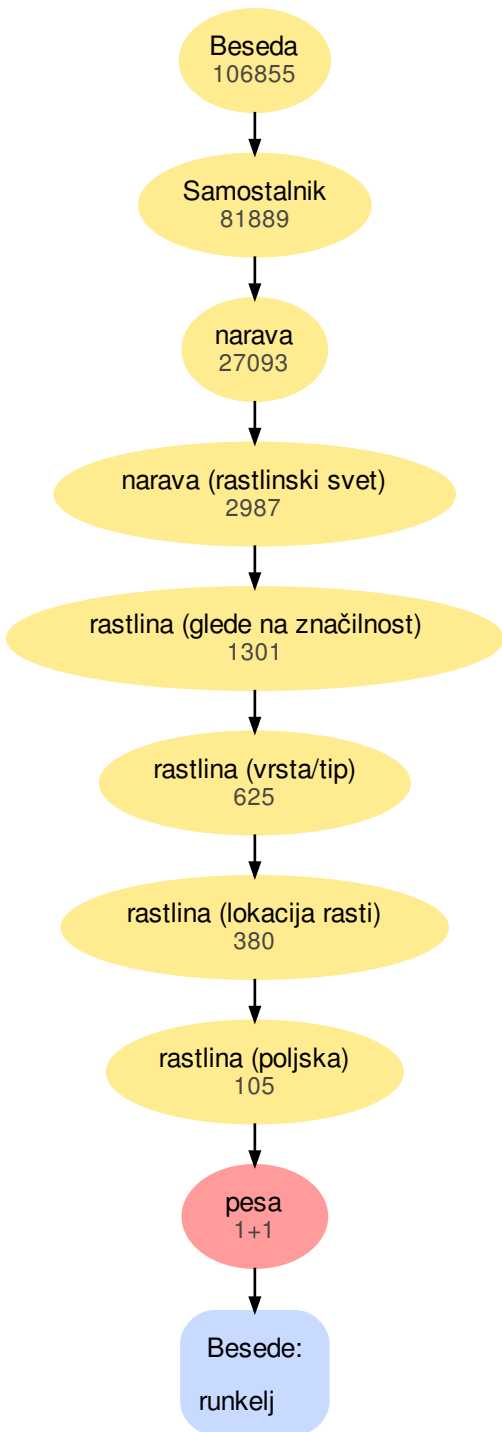 Beseda
106855
Samostalnik
81889
narava
27093
narava (rastlinski svet)
2987
rastlina (glede na značilnost)
1301
rastlina (vrsta/tip)
625
rastlina (lokacija rasti)
380
rastlina (poljska)
105
pesa
1+1
Besede:
runkelj